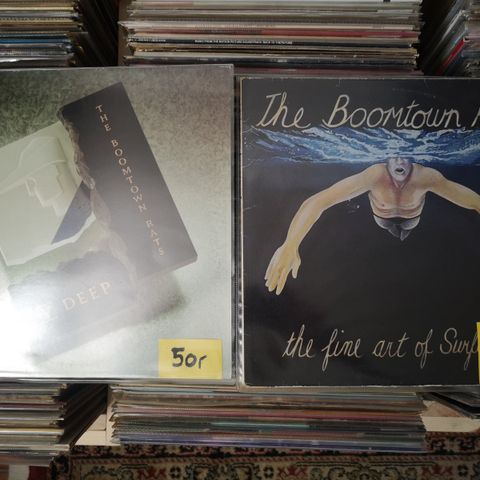 THE BOOMTOWN RATS
DEEP
50r
The Boomtown
the fine art of Surf